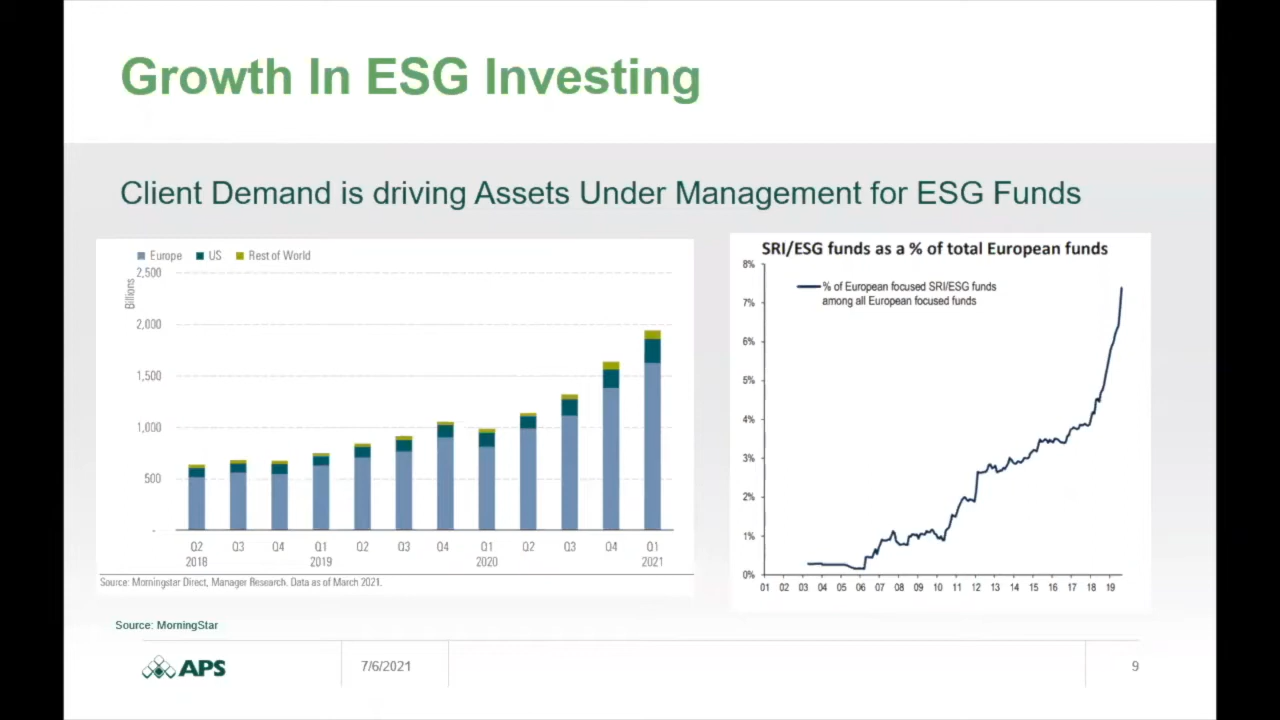 Growth In ESG Investing
Client Demand is driving Assets Under Management for ESG Funds
Europe US Rest of World
Billions
2,500
2,000
1,500
1,000
500
-
Q2 Q3 Q4 Q1 Q2 Q3 Q4 Q1 Q2 Q3 Q4 Q1
2018 2019 2020 2021
Source: Morningstar Direct, Manager Research. Data as of March 2021.
SRI/ESG funds as a % of total European funds
% of European focused SRI/ESG funds
among all European focused funds
8%
7%
6%
5%
4%
3%
2%
1%
0%
01 02 03 04 05 06 07 08 09 10 11 12 13 14 15 16 17 18 19
Source: MorningStar
APS
7/6/2021
9